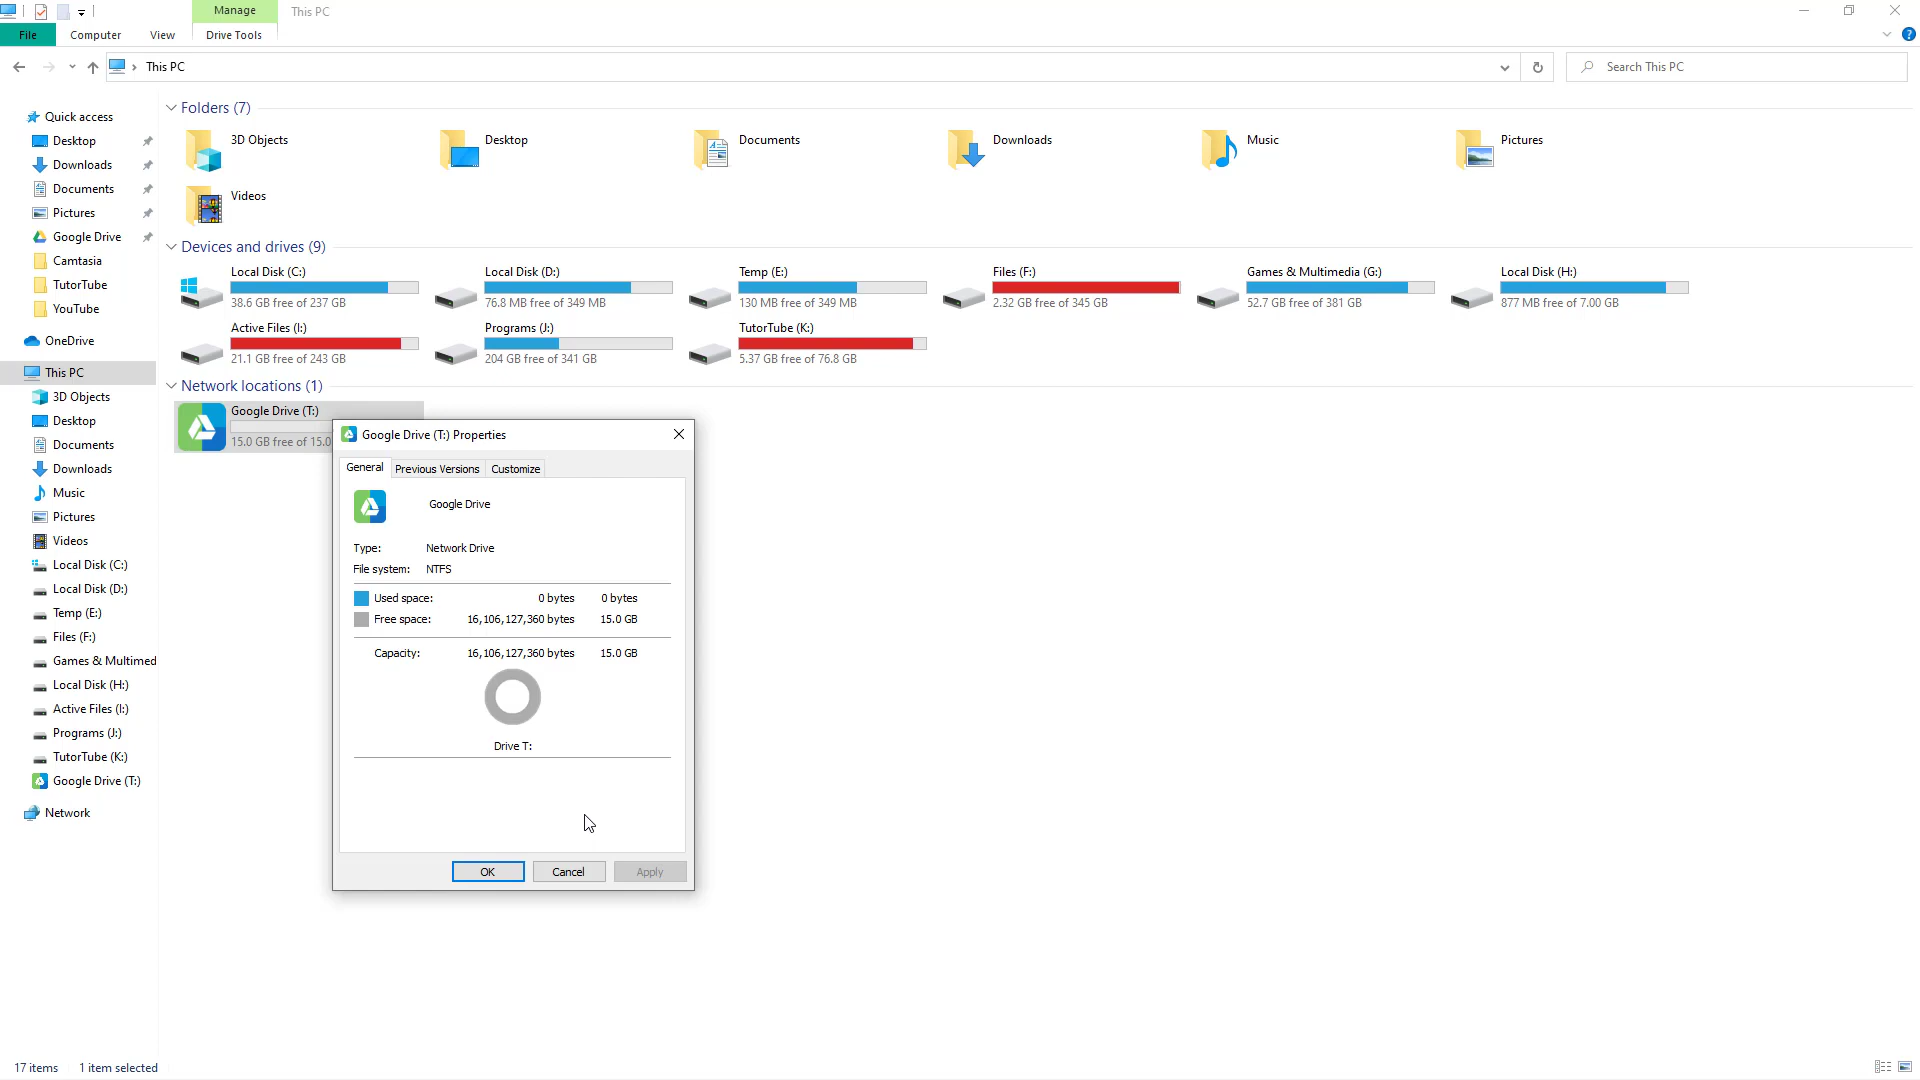 Manage
This PC
File
Computer
View
Drive Tools
?
This PC
Search This PC
Quick access
Desktop
Downloads
Documents
Pictures
Google Drive
Camtasia
TutorTube
YouTube
OneDrive
This PC
3D Objects
Desktop
Documents
Downloads
Music
Pictures
Videos
Local Disk (C:)
Local Disk (D:)
Temp (E:)
Files (F:)
Games & Multimed
Local Disk (H:)
Active Files (I:)
Programs (J:)
TutorTube (K:)
Google Drive (T:)
Network
Folders (7)
3D Objects
Desktop
Documents
Downloads
Music
Pictures
Videos
Devices and drives (9)
Local Disk (C:)
38.6 GB free of 237 GB
Local Disk (D:)
76.8 MB free of 349 MB
Temp (E:)
130 MB free of 349 MB
Files (F:)
2.32 GB free of 345 GB
Games & Multimedia (G:)
52.7 GB free of 381 GB
Local Disk (H:)
877 MB free of 7.00 GB
Active Files (I:)
21.1 GB free of 243 GB
Programs (J:)
204 GB free of 341 GB
TutorTube (K:)
5.37 GB free of 76.8 GB
Network locations (1)
Google Drive (T:)
15.0 GB free of 15.0
Google Drive (T:) Properties
General
Previous Versions
Customize
Google Drive
Type: Network Drive
File system: NTFS
Used space: 0 bytes 0 bytes
Free space: 16,106,127,360 bytes 15.0 GB
Capacity: 16,106,127,360 bytes 15.0 GB
Drive T:
OK
Cancel
Apply
17 items
1 item selected